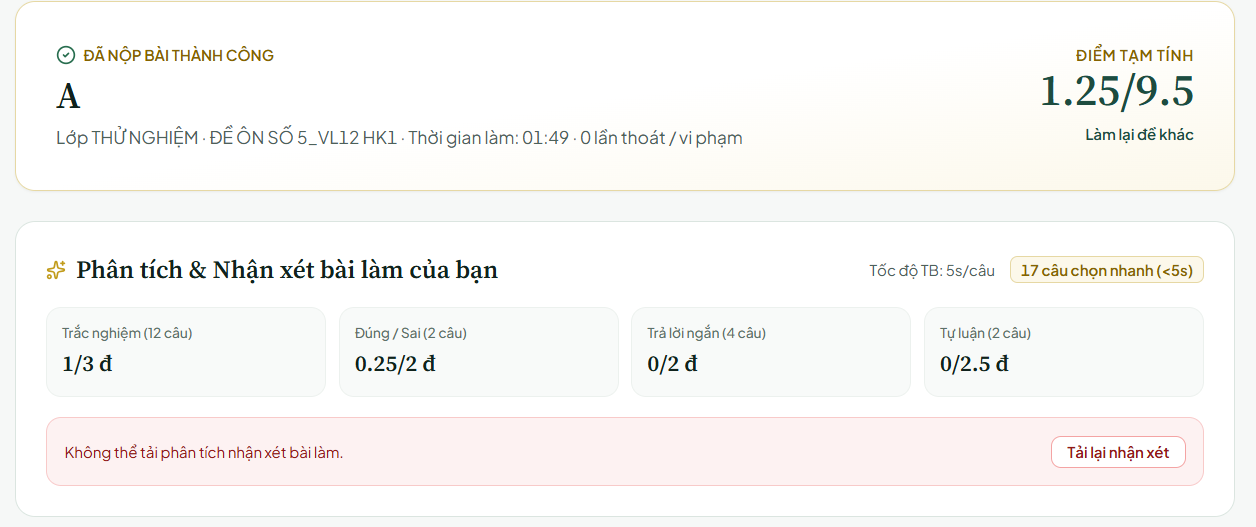 ĐÃ NỘP BÀI THÀNH CÔNG
A
Lớp THỬ NGHIỆM · ĐỀ ÔN SỐ 5_VL12 HK1 · Thời gian làm: 01:49 · 0 lần thoát / vi phạm
ĐIỂM TẠM TÍNH
1.25/9.5
Làm lại đề khác
Phân tích & Nhận xét bài làm của bạn
Tốc độ TB: 5s/câu
17 câu chọn nhanh (<5s)
Trắc nghiệm (12 câu)
1/3 đ
Đúng / Sai (2 câu)
0.25/2 đ
Trả lời ngắn (4 câu)
0/2 đ
Tự luận (2 câu)
0/2.5 đ
Không thể tải phân tích nhận xét bài làm.
Tải lại nhận xét